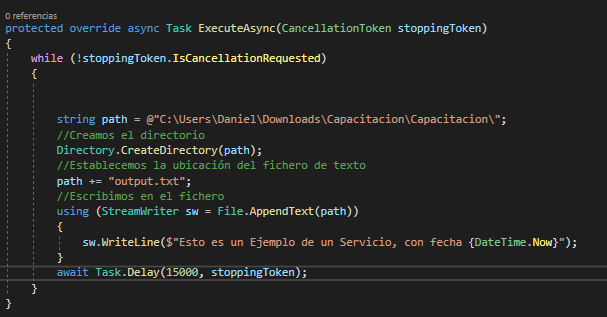 0 referencias
protected override async Task ExecuteAsync(CancellationToken stoppingToken)
{
while (!stoppingToken.IsCancellationRequested)
{
string path = @"C:\Users\Daniel\Downloads\Capacitacion\Capacitacion\";
//Creamos el directorio
Directory.CreateDirectory(path);
//Establecemos la ubicación del fichero de texto
path += "output.txt";
//Escribimos en el fichero
using (StreamWriter sw = File.AppendText(path))
{
sw.WriteLine($"Esto es un Ejemplo de un Servicio, con fecha {DateTime.Now}");
}
await Task.Delay(15000, stoppingToken);
}
}